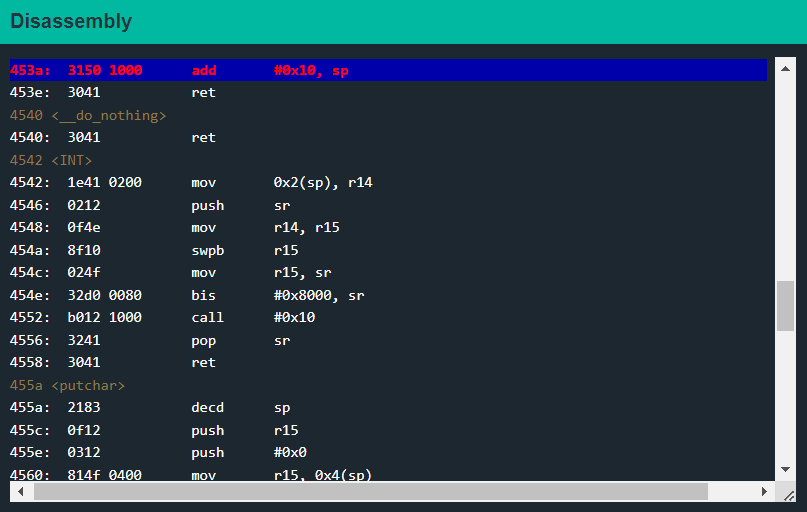 Disassembly
453a: 3150 1000 add #0x10, sp
453e: 3041 ret
4540 <__do_nothing>
4540: 3041 ret
4542 <INT>
4542: 1e41 0200 mov 0x2(sp), r14
4546: 0212 push sr
4548: 0f4e mov r14, r15
454a: 8f10 swpb r15
454c: 024f mov r15, sr
454e: 32d0 0080 bis #0x8000, sr
4552: b012 1000 call #0x10
4556: 3241 pop sr
4558: 3041 ret
455a <putchar>
455a: 2183 decd sp
455c: 0f12 push r15
455e: 0312 push #0x0
4560: 814f 0400 mov r15, 0x4(sp)